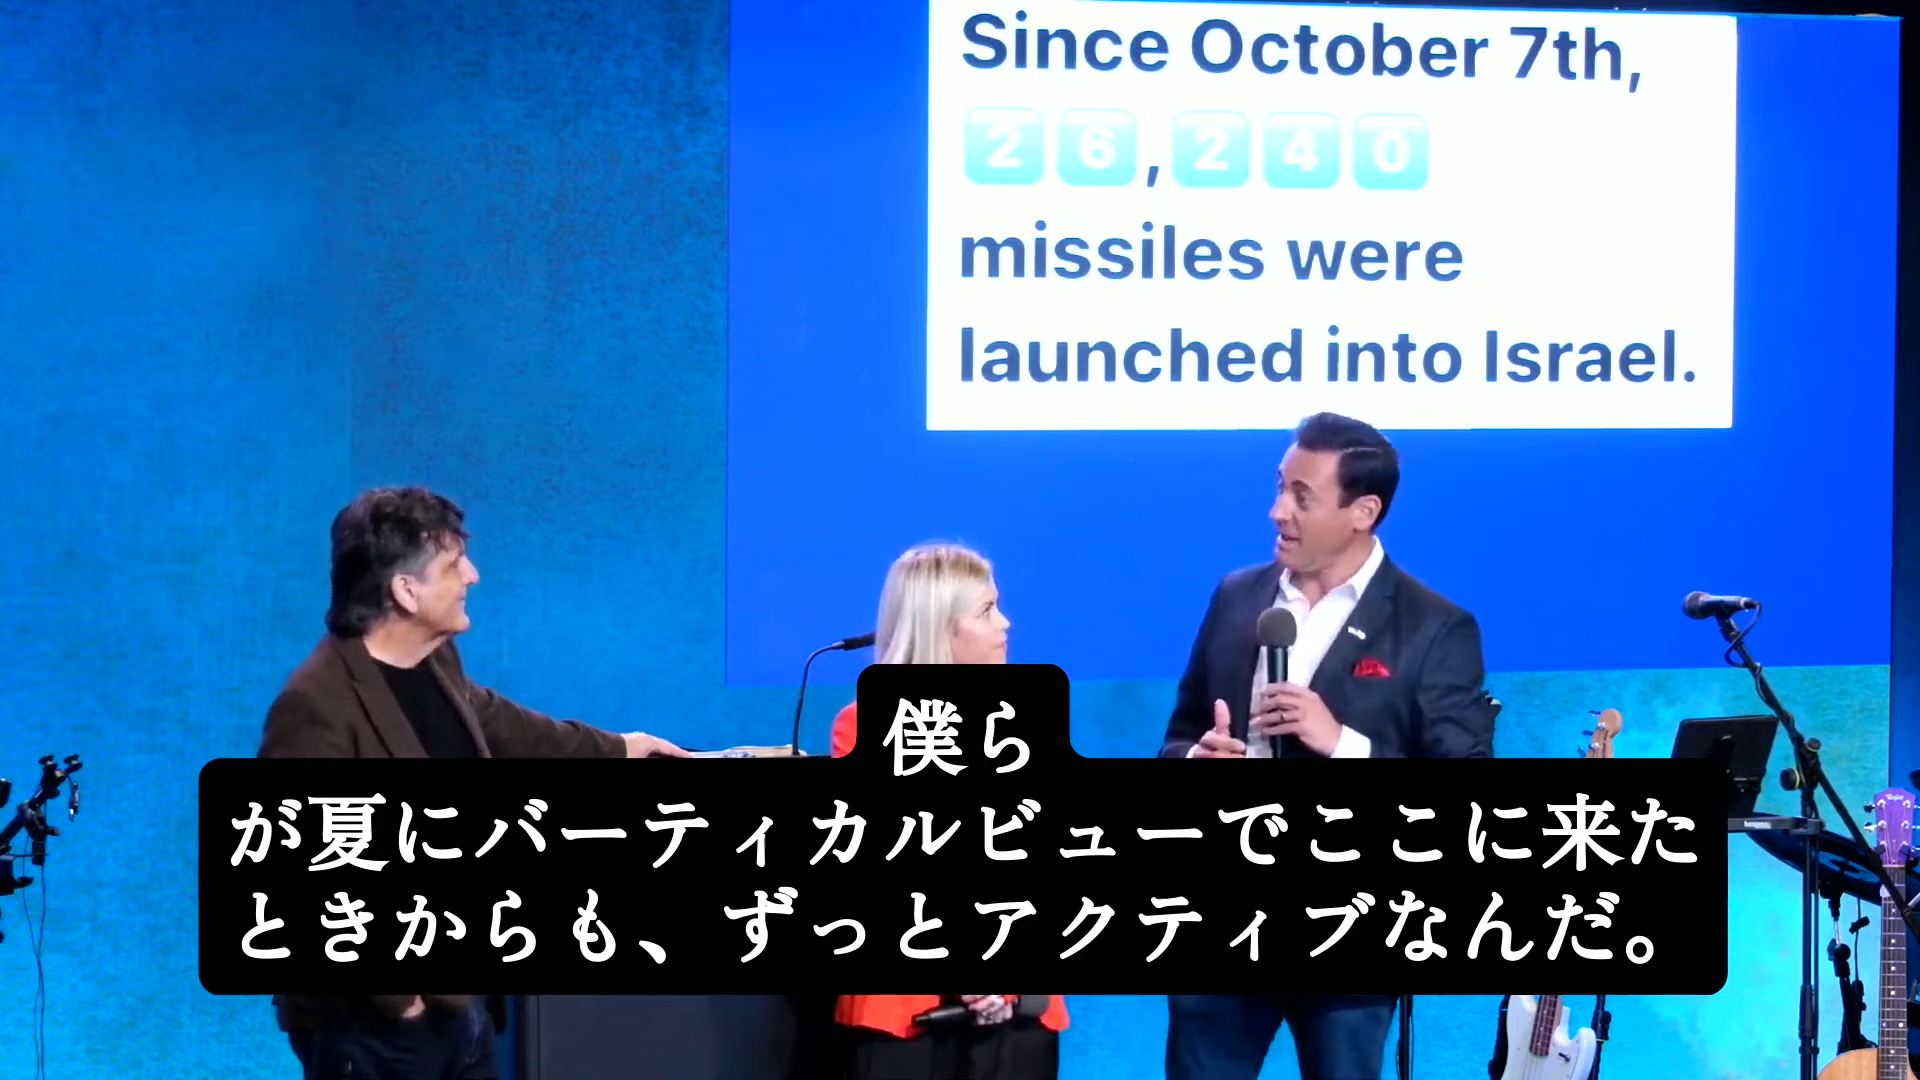 Since October 7th,
26,240
missiles were
launched into Israel.
僕ら
が夏にバーティカルビューでここに来た
ときからも、ずっとアクティブなんだ。